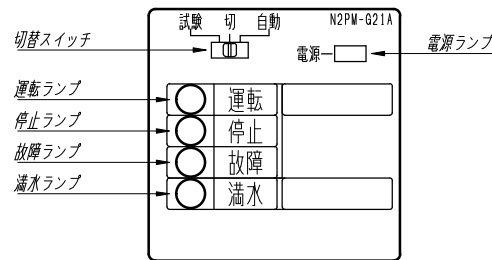 試験 切 自動 N2PM-G21A
切替スイッチ
電源 電源ランプ
運転ランプ 運転
停止ランプ 停止
故障ランプ 故障
満水ランプ 満水